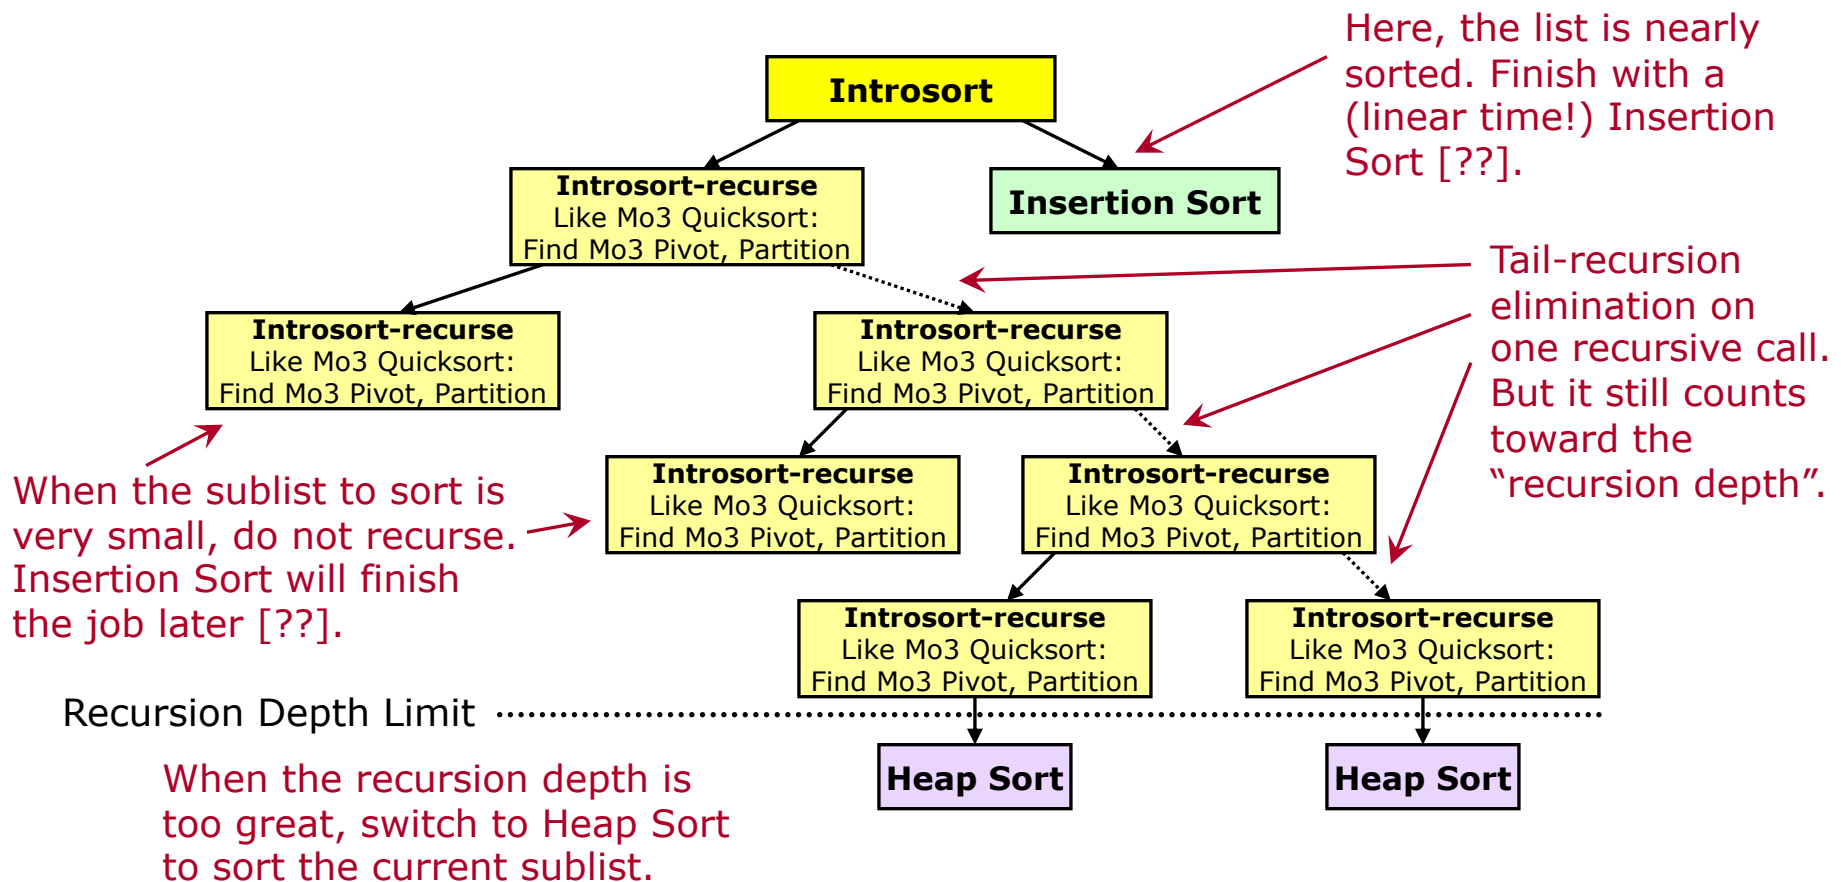 Here, the list is nearly
sorted. Finish with a
(linear time!) Insertion
Sort [??].
Introsort
Introsort-recurse
Like Mo3 Quicksort:
Find Mo3 Pivot, Partition
Insertion Sort
Tail-recursion
elimination on
one recursive call.
But it still counts
toward the
“recursion depth”.
Introsort-recurse
Like Mo3 Quicksort:
Find Mo3 Pivot, Partition
Introsort-recurse
Like Mo3 Quicksort:
Find Mo3 Pivot, Partition
When the sublist to sort is
very small, do not recurse.
Insertion Sort will finish
the job later [??].
Introsort-recurse
Like Mo3 Quicksort:
Find Mo3 Pivot, Partition
Introsort-recurse
Like Mo3 Quicksort:
Find Mo3 Pivot, Partition
Introsort-recurse
Like Mo3 Quicksort:
Find Mo3 Pivot, Partition
Introsort-recurse
Like Mo3 Quicksort:
Find Mo3 Pivot, Partition
Recursion Depth Limit
When the recursion depth is
too great, switch to Heap Sort
to sort the current sublist.
Heap Sort
Heap Sort